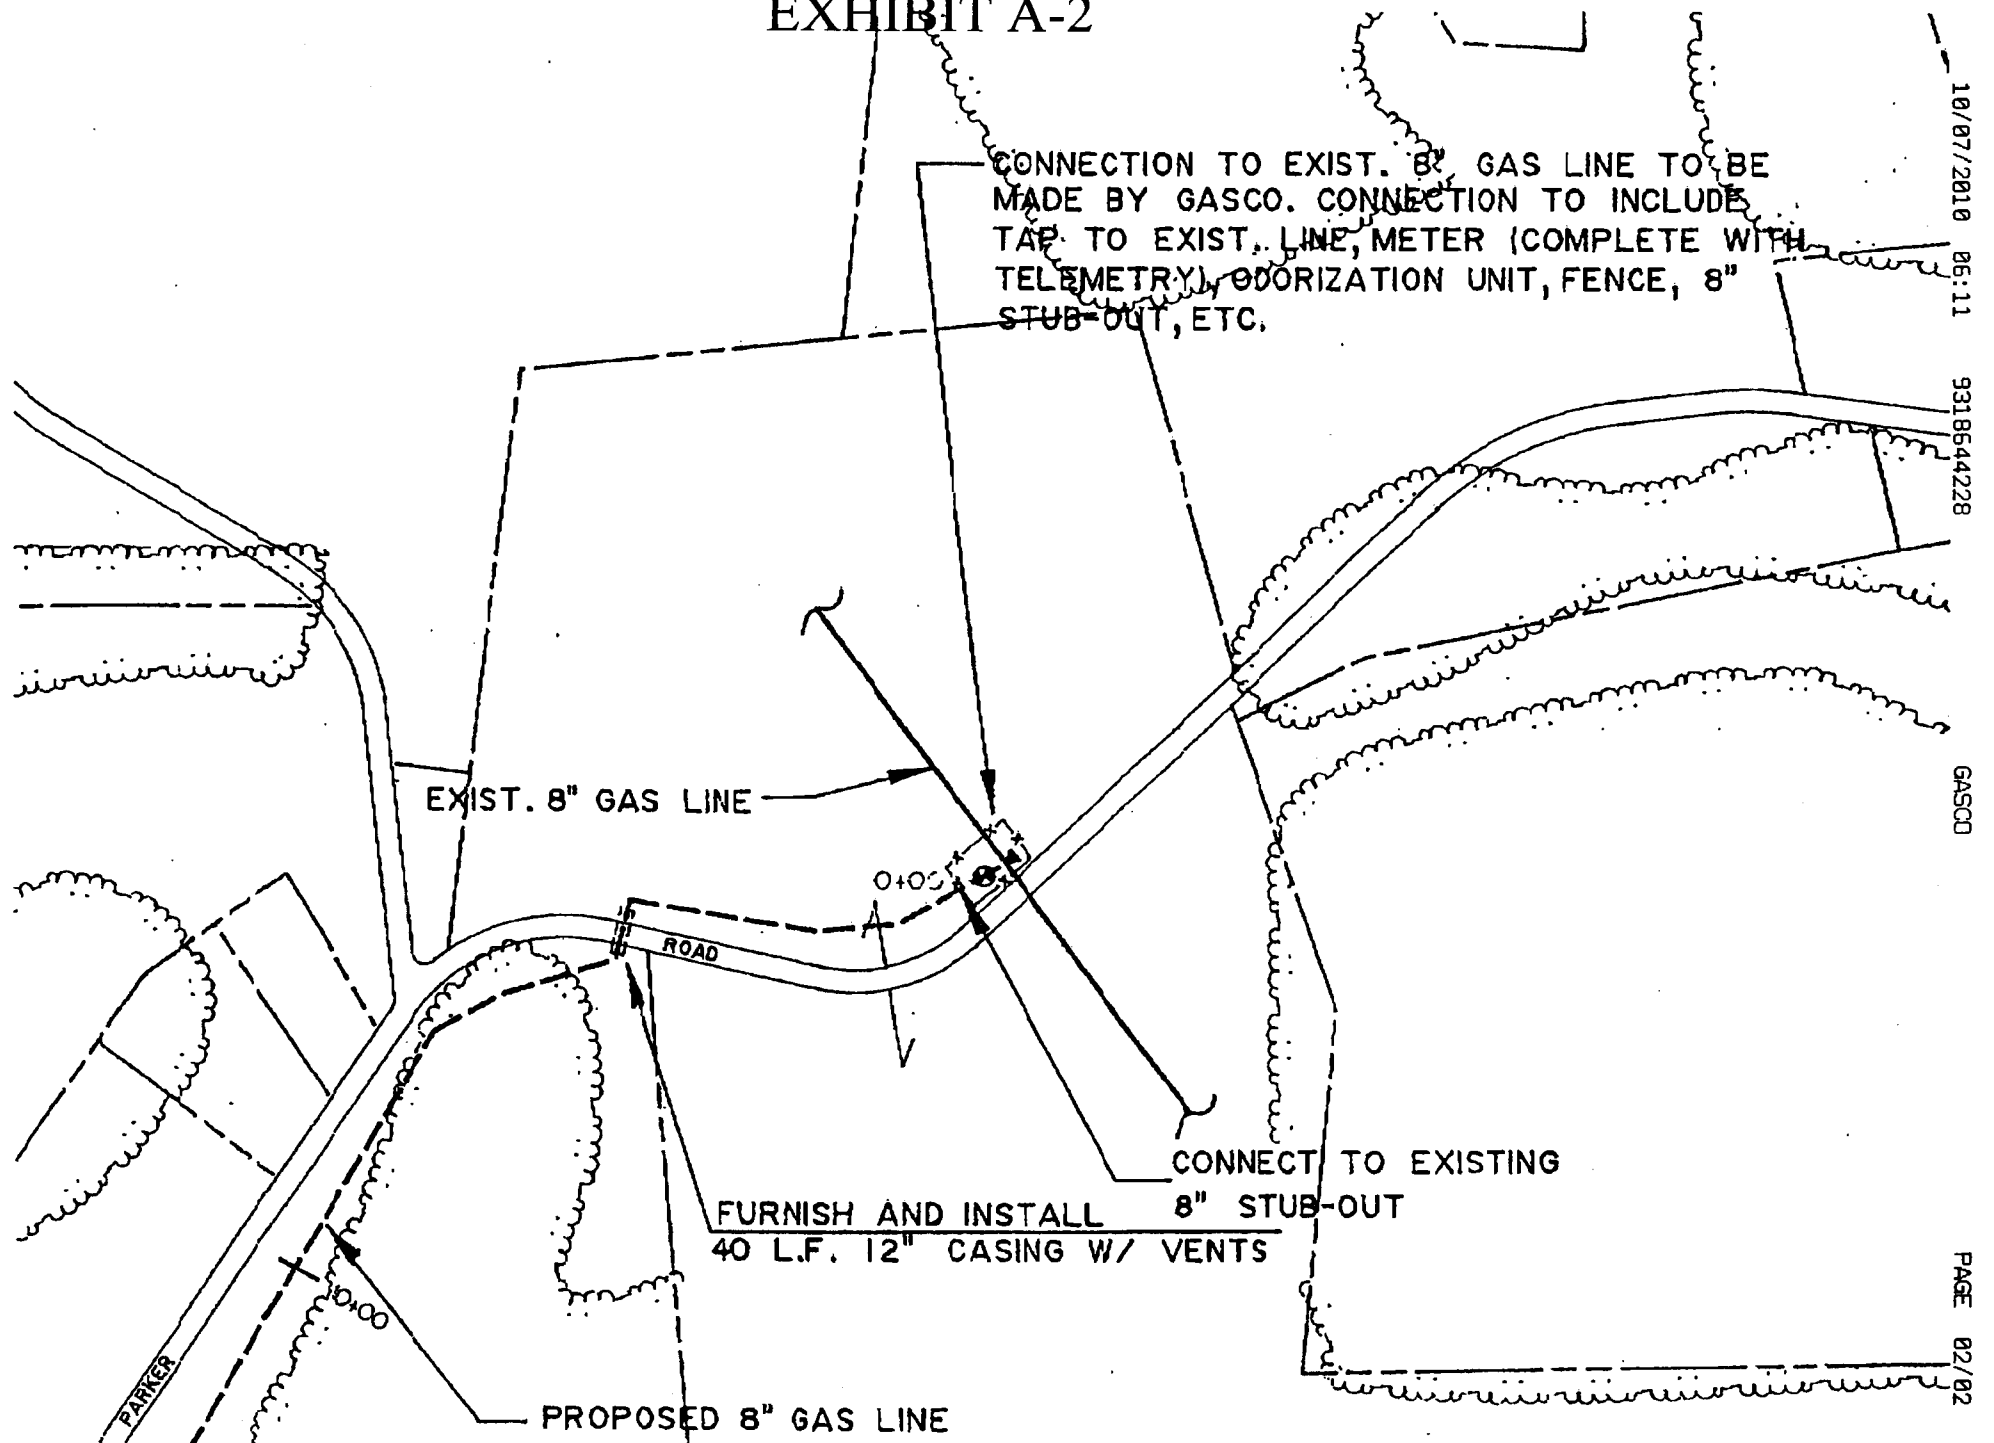 EXHIBIT A-2
CONNECTION TO EXIST. 8" GAS LINE TO BE
MADE BY GASCO. CONNECTION TO INCLUDE
TAP TO EXIST. LINE, METER (COMPLETE WITH
TELEMETRY), ODORIZATION UNIT, FENCE, 8"
STUB-OUT, ETC.
EXIST. 8" GAS LINE
0+00
ROAD
CONNECT TO EXISTING
8" STUB-OUT
FURNISH AND INSTALL
40 L.F. 12" CASING W/ VENTS
PARKER
PROPOSED 8" GAS LINE
10/07/2010 06:11 9318644228 GASCO PAGE 02/02